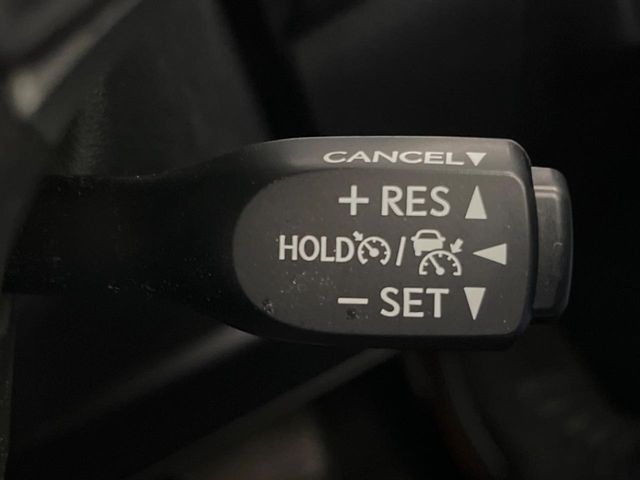 CANCEL▼
+ RES ▲
HOLD / ◀
− SET ▼